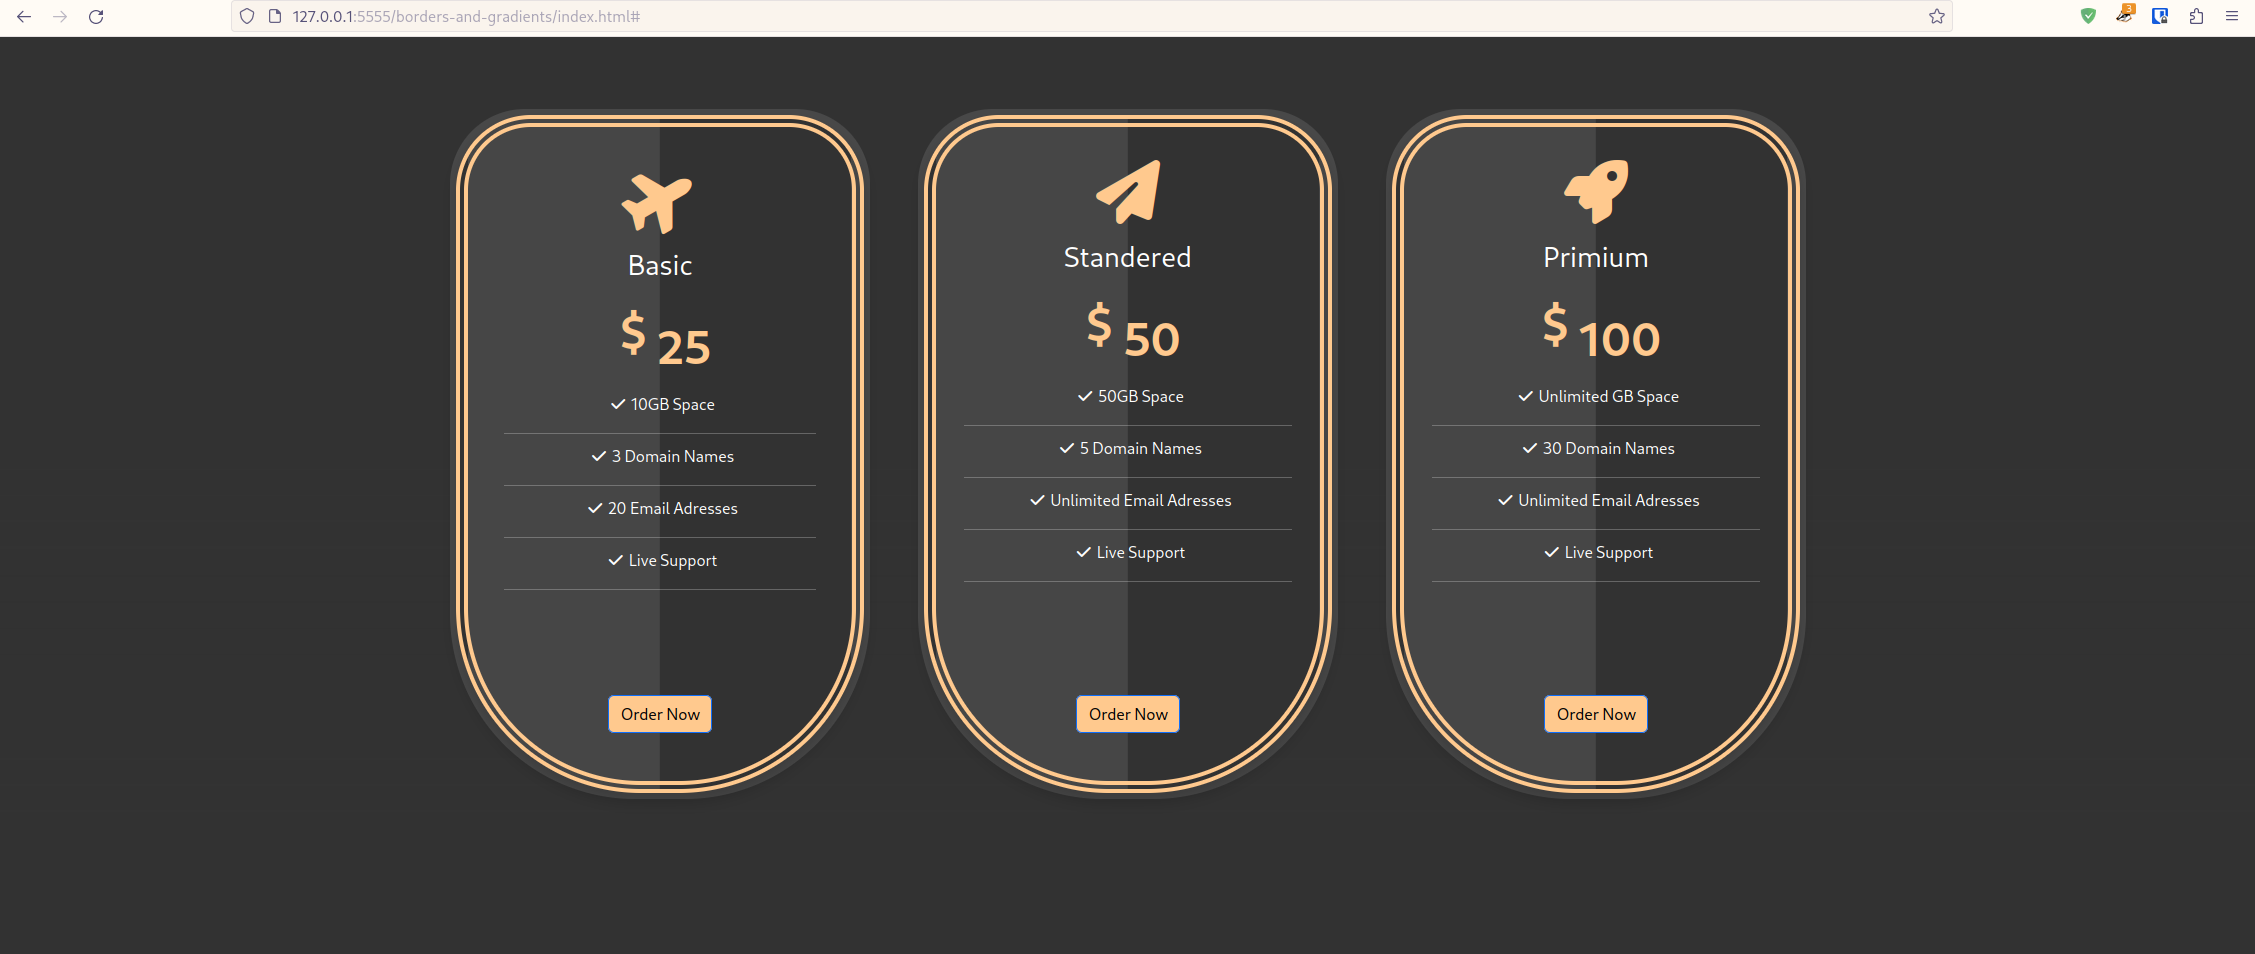 127.0.0.1:5555/borders-and-gradients/index.html#
3
Basic
$ 25
10GB Space
3 Domain Names
20 Email Adresses
Live Support
Order Now
Standered
$ 50
50GB Space
5 Domain Names
Unlimited Email Adresses
Live Support
Order Now
Primium
$ 100
Unlimited GB Space
30 Domain Names
Unlimited Email Adresses
Live Support
Order Now